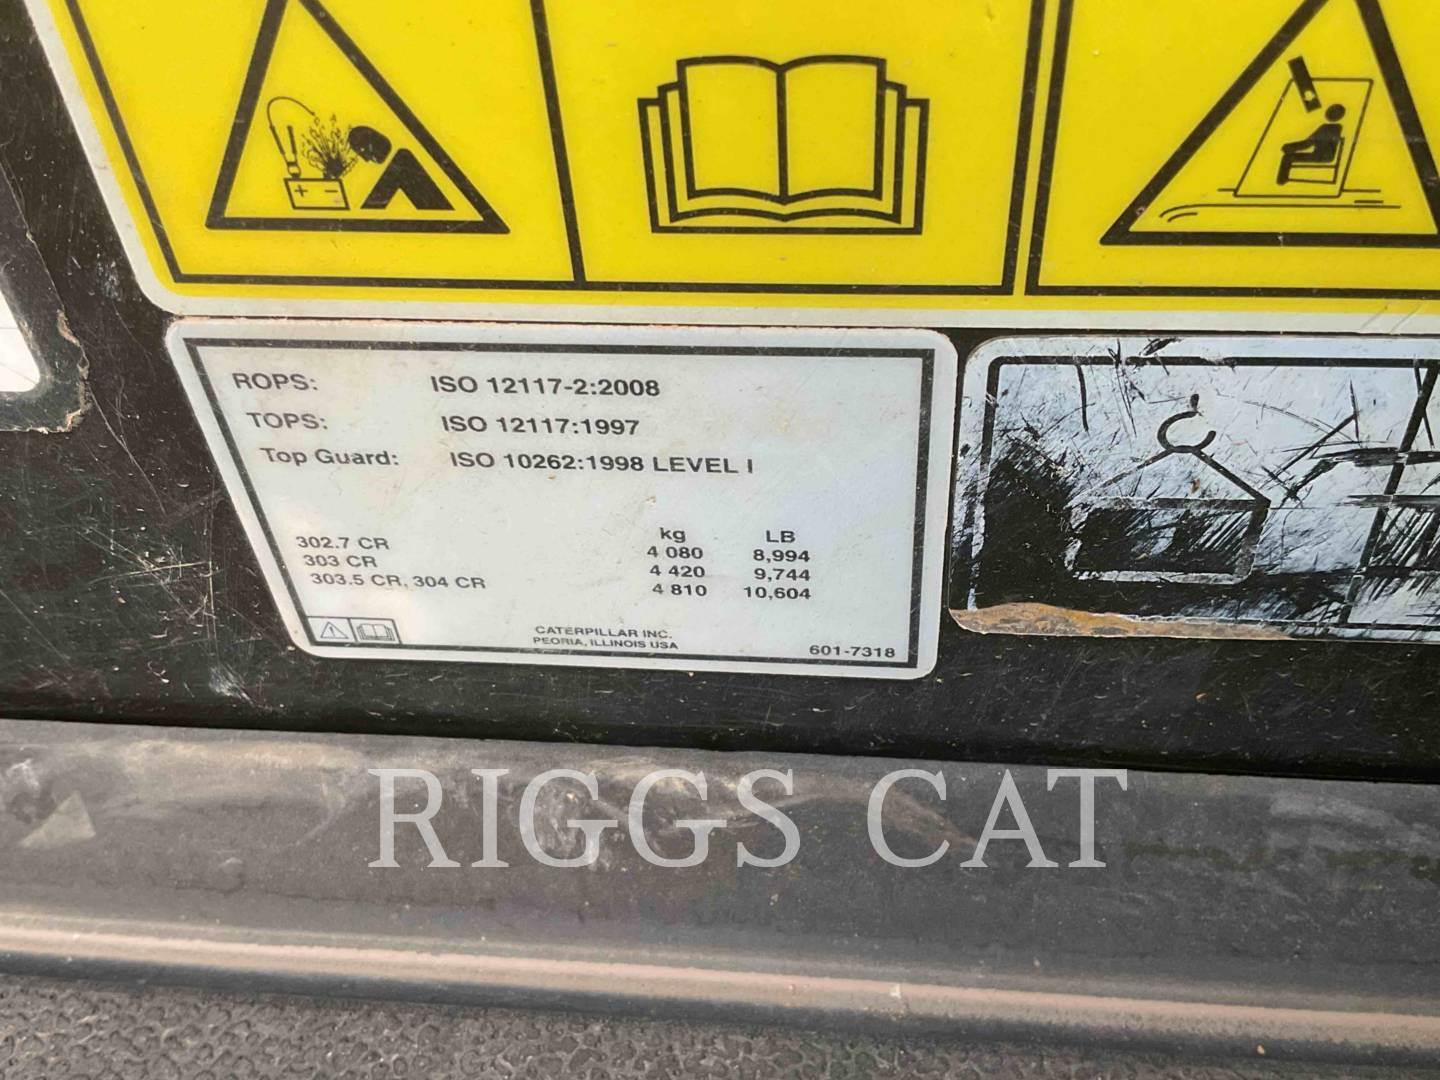 ROPS: ISO 12117-2:2008
TOPS: ISO 12117:1997
Top Guard: ISO 10262:1998 LEVEL I
kg LB
302.7 CR 4 080 8,994
303 CR 4 420 9,744
303.5 CR, 304 CR 4 810 10,604
CATERPILLAR INC.
PEORIA, ILLINOIS USA
601-7318
RIGGS CAT